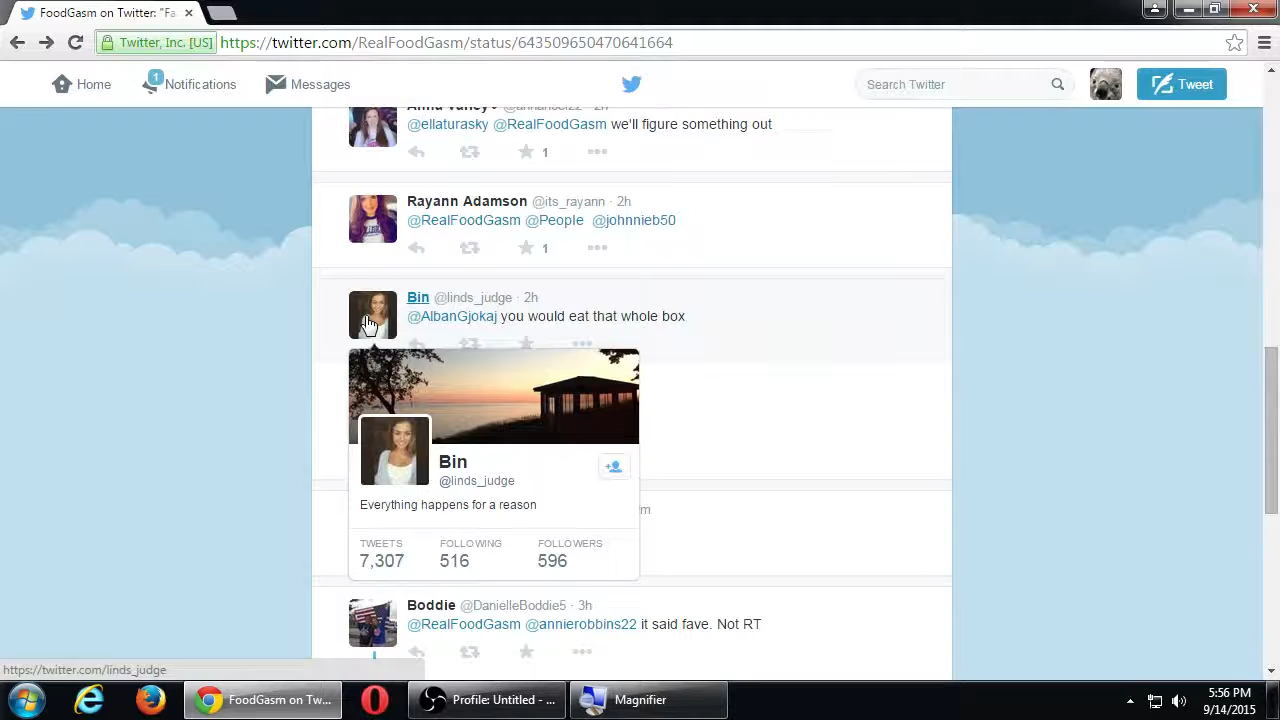 FoodGasm on Twitter: "Fa
Twitter, Inc. [US] https://twitter.com/RealFoodGasm/status/643509650470641664
Home 1 Notifications Messages Search Twitter Tweet
@ellaturasky @RealFoodGasm we'll figure something out
1
Rayann Adamson @its_rayann · 2h
@RealFoodGasm @People @johnnieb50
1
Bin @linds_judge · 2h
@AlbanGjokaj you would eat that whole box
Bin
@linds_judge
Everything happens for a reason
TWEETS FOLLOWING FOLLOWERS
7,307 516 596
Boddie @DanielleBoddie5 · 3h
@RealFoodGasm @annierobbins22 it said fave. Not RT
https://twitter.com/linds_judge
FoodGasm on Tw... Profile: Untitled - ... Magnifier
5:56 PM
9/14/2015